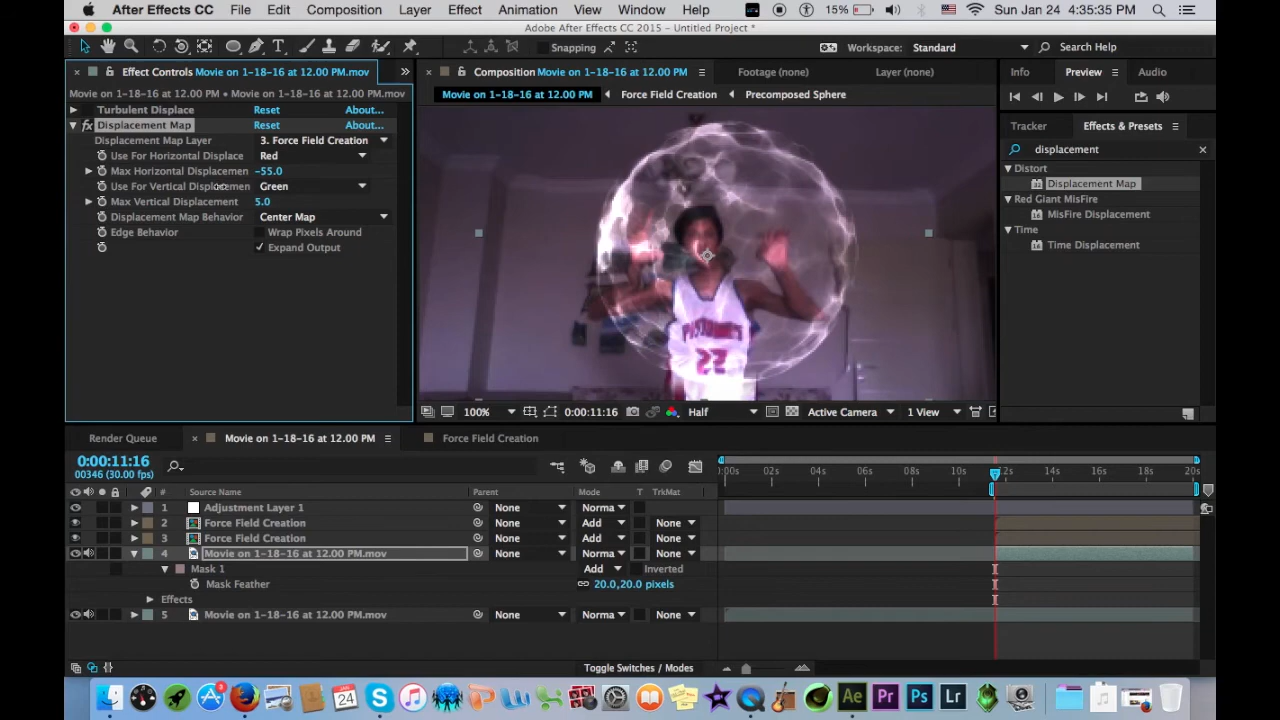 After Effects CC File Edit Composition Layer Effect Animation View Window Help 15% Sun Jan 24 4:35:35 PM
Adobe After Effects CC 2015 - Untitled Project *
Snapping Workspace: Standard Search Help
Effect Controls Movie on 1-18-16 at 12.00 PM.mov
Composition Movie on 1-18-16 at 12.00 PM
Footage (none)
Layer (none)
Info Preview Audio
Movie on 1-18-16 at 12.00 PM.mov • Movie on 1-18-16 at 12.00 PM.mov
Movie on 1-18-16 at 12.00 PM Force Field Creation Precomposed Sphere
Turbulent Displace Reset About...
fx Displacement Map Reset About...
Displacement Map Layer 3. Force Field Creation
Use For Horizontal Displace Red
Max Horizontal Displacemen -55.0
Use For Vertical Displacemen Green
Max Vertical Displacement 5.0
Displacement Map Behavior Center Map
Edge Behavior Wrap Pixels Around
Expand Output
Tracker Effects & Presets
displacement
Distort
Displacement Map
Red Giant MisFire
MisFire Displacement
Time
Time Displacement
22
100% 0:00:11:16 Half Active Camera 1 View
Render Queue Movie on 1-18-16 at 12.00 PM Force Field Creation
0:00:11:16
00346 (30.00 fps)
# Source Name Parent Mode T TrkMat
02s 04s 06s 08s 10s 12s 14s 16s 18s 20s
1 Adjustment Layer 1 None Norma
2 Force Field Creation None Add None
3 Force Field Creation None Add None
4 Movie on 1-18-16 at 12.00 PM.mov None Norma None
Mask 1 Add Inverted
Mask Feather 20.0,20.0 pixels
Effects
5 Movie on 1-18-16 at 12.00 PM.mov None Norma None
Toggle Switches / Modes
3 JAN 24 Ae Pr Ps Lr